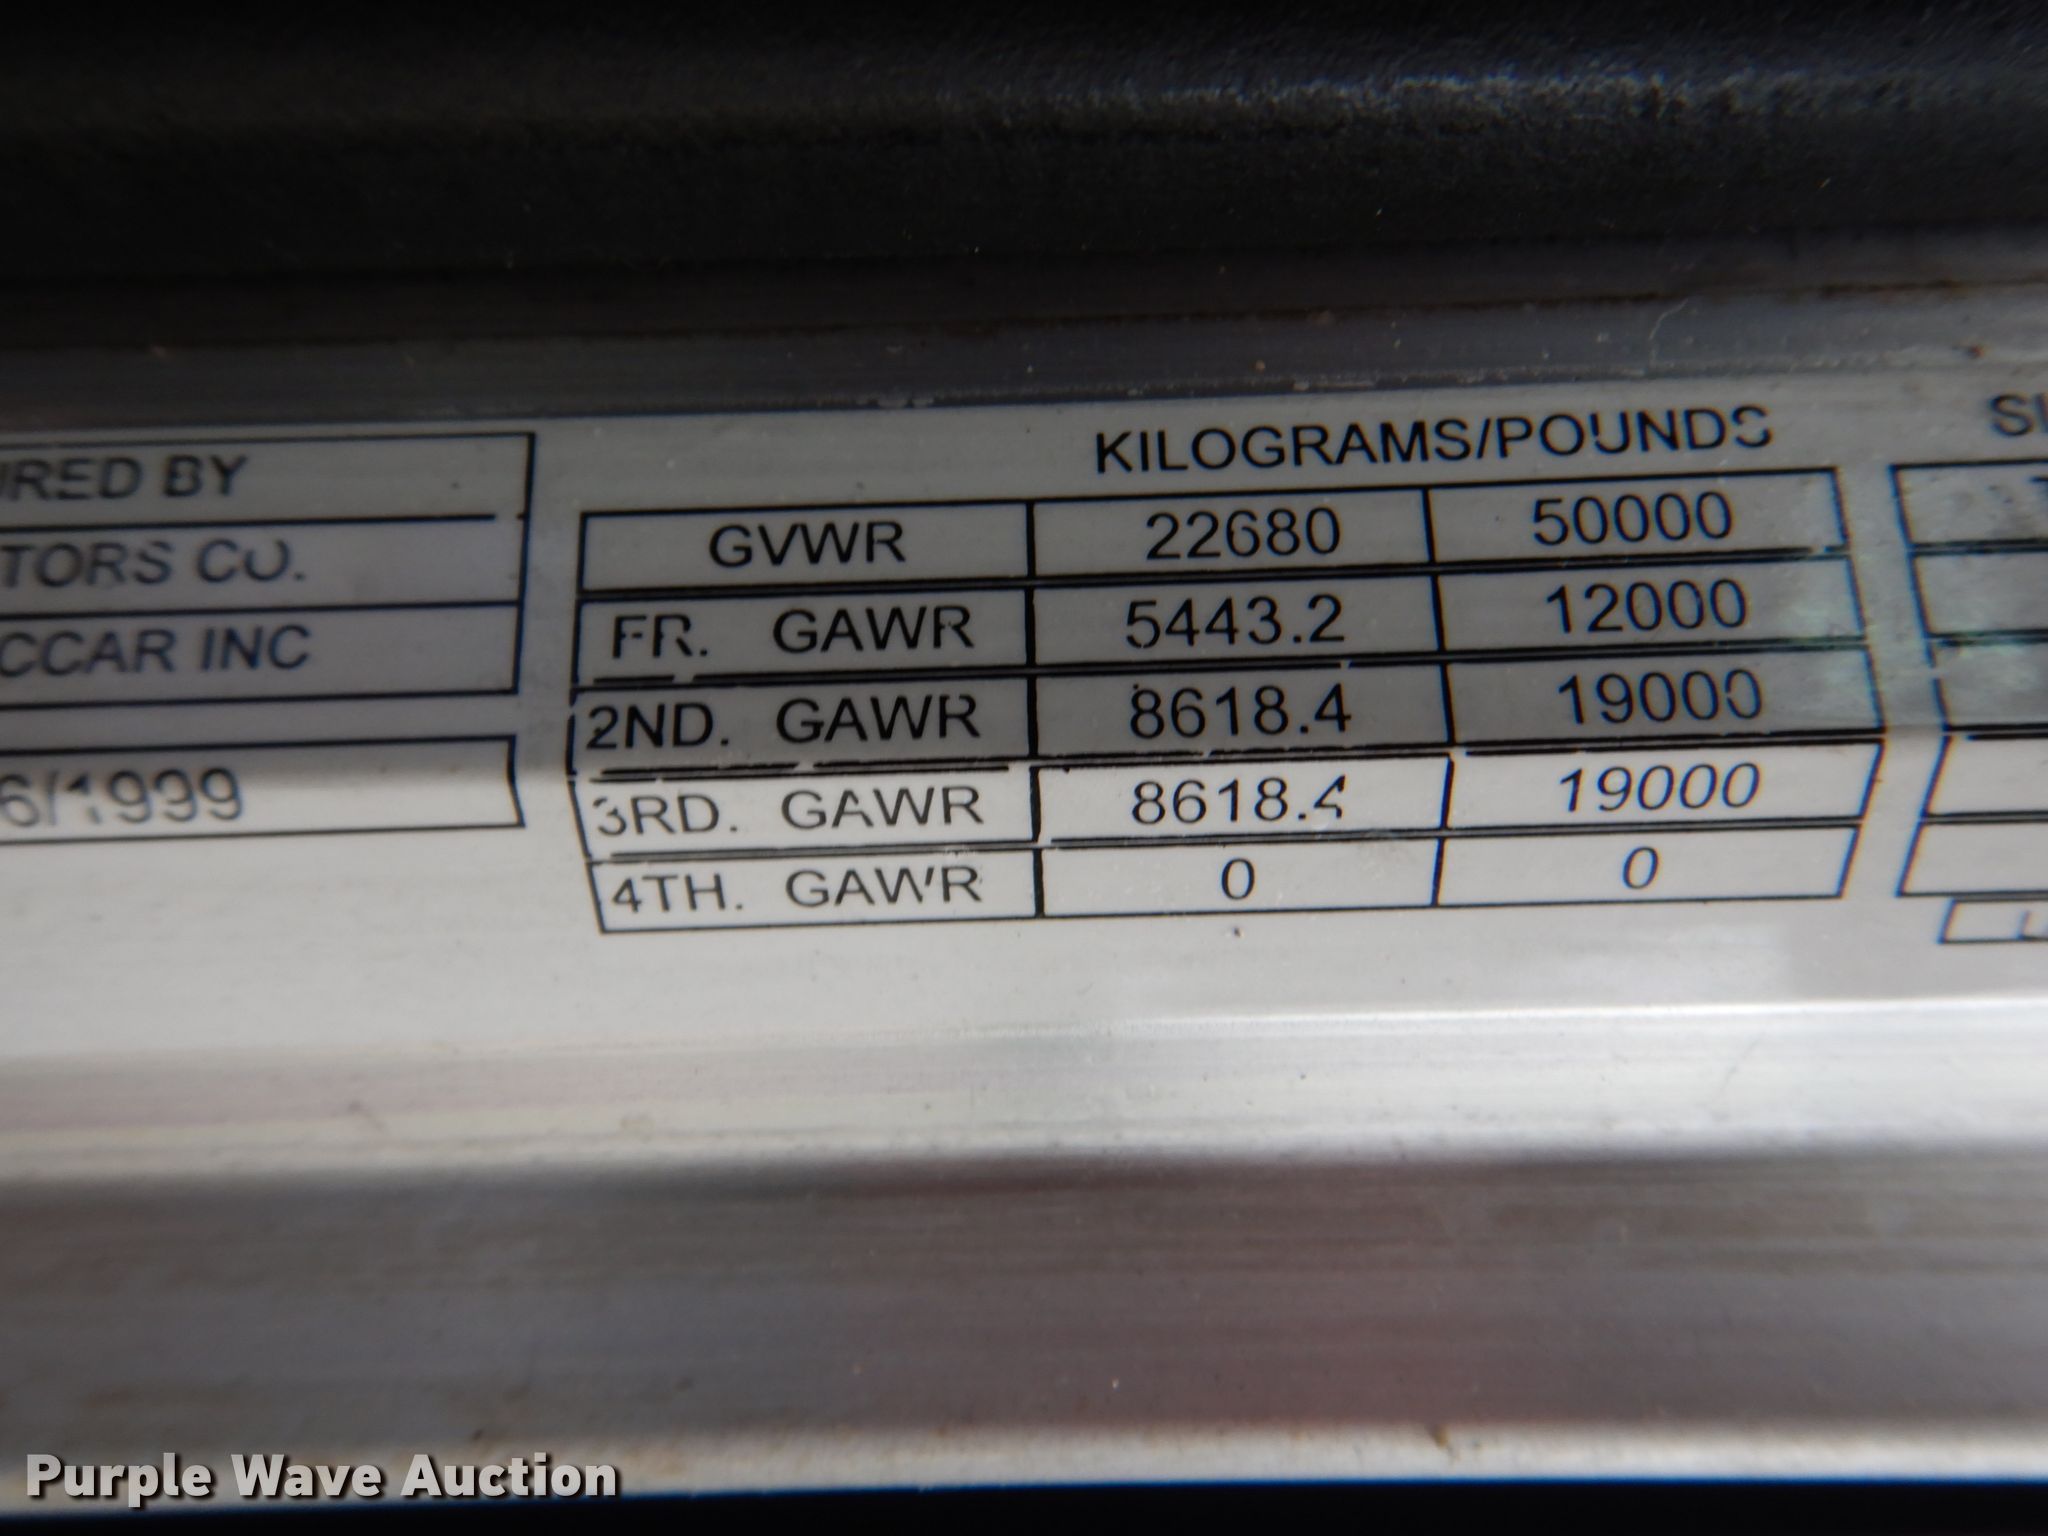 KILOGRAMS/POUNDS
URED BY
TORS CO.
CCAR INC
6/1999
GVWR 22680 50000
FR. GAWR 5443.2 12000
2ND. GAWR 8618.4 19000
3RD. GAWR 8618.4 19000
4TH. GAWR 0 0
Purple Wave Auction